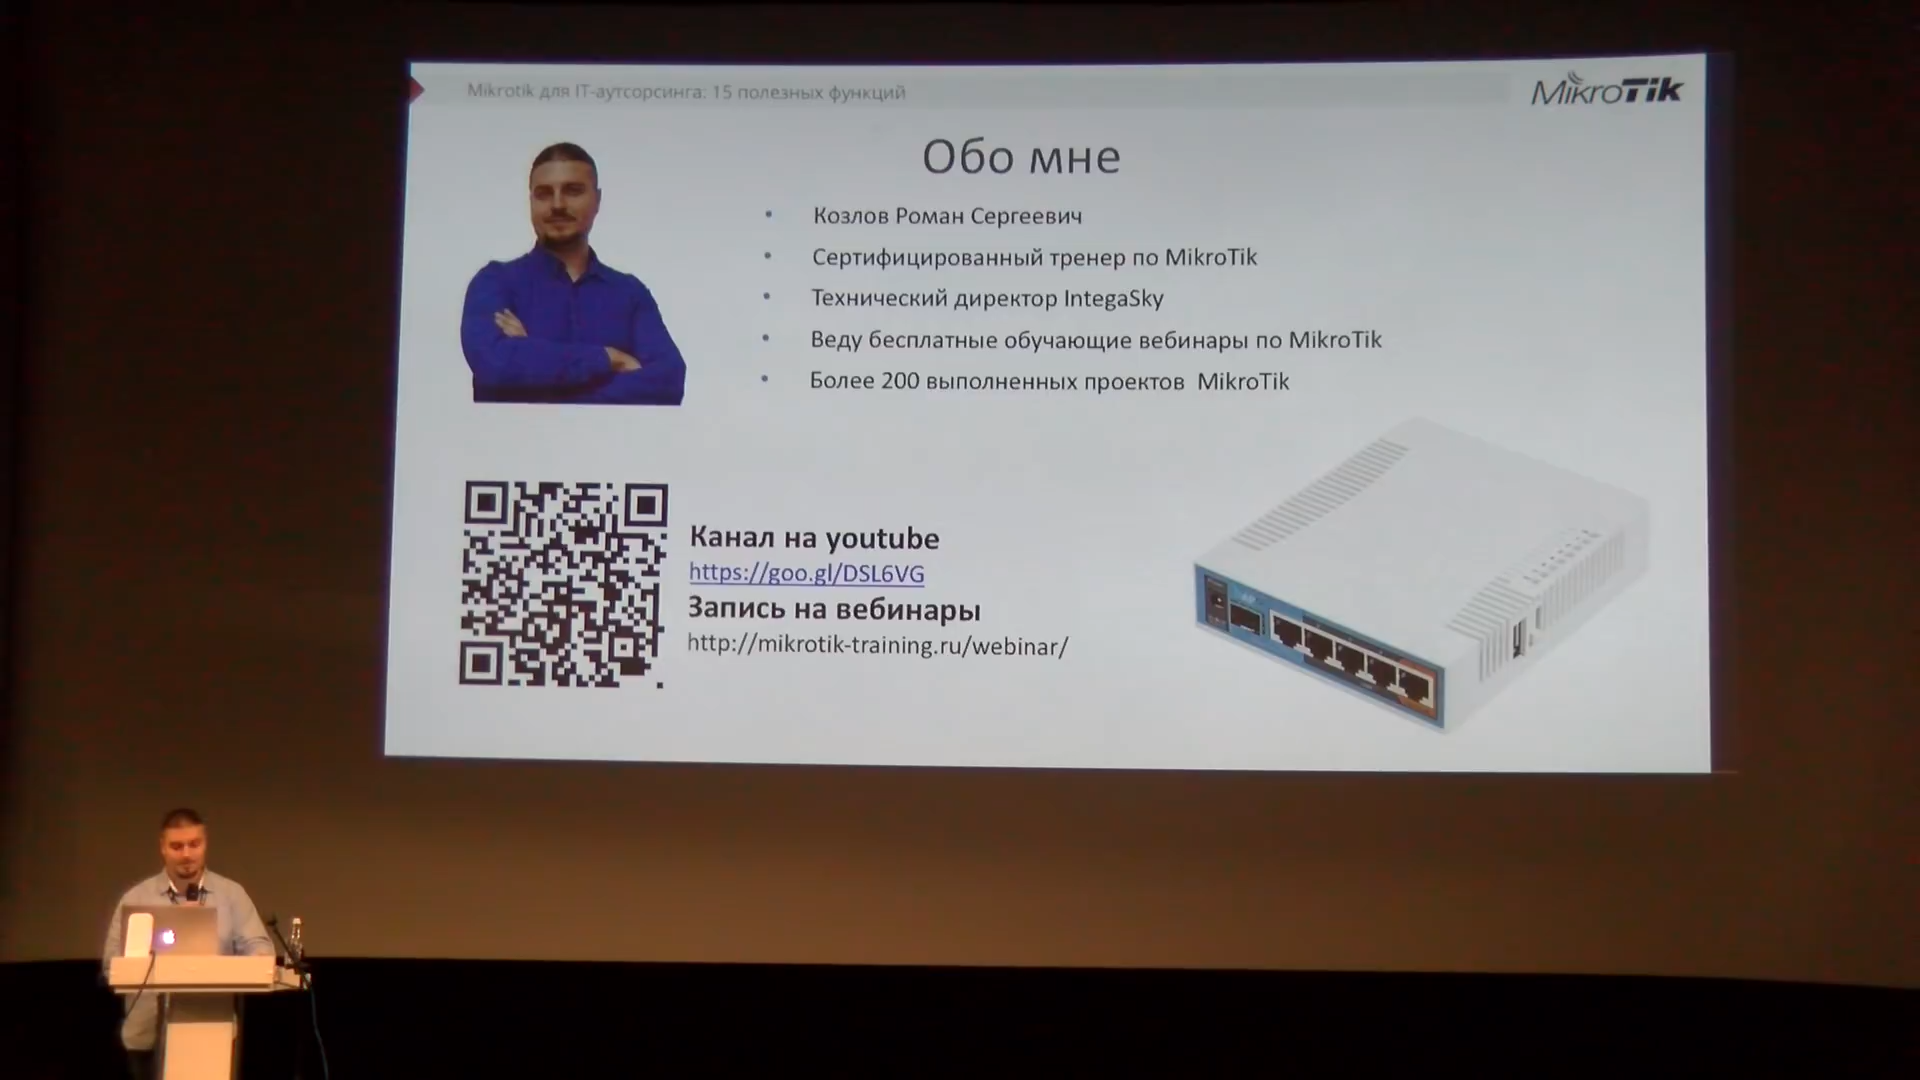 Mikrotik для IT-аутсорсинга: 15 полезных функций
MikroTik
Обо мне
• Козлов Роман Сергеевич
• Сертифицированный тренер по MikroTik
• Технический директор IntegaSky
• Веду бесплатные обучающие вебинары по MikroTik
• Более 200 выполненных проектов MikroTik
Канал на youtube
https://goo.gl/DSL6VG
Запись на вебинары
http://mikrotik-training.ru/webinar/